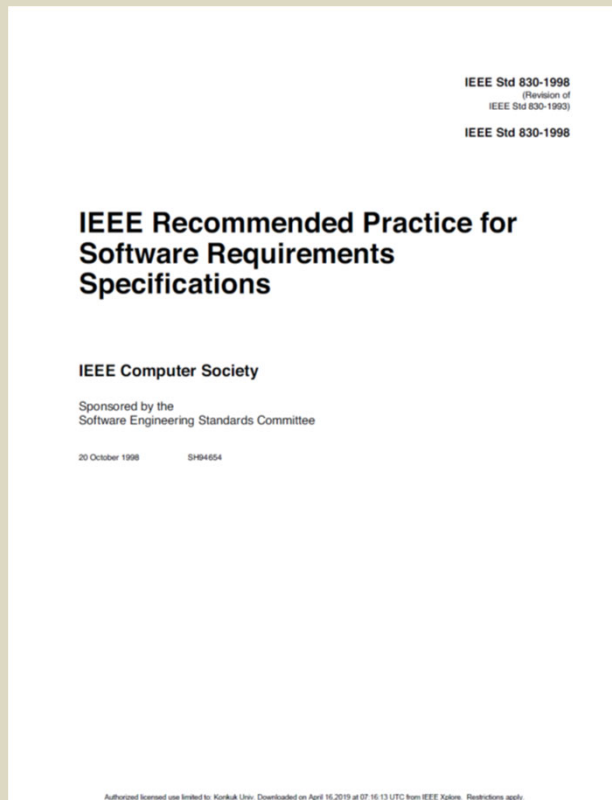 IEEE Std 830-1998
(Revision of
IEEE Std 830-1993)
IEEE Std 830-1998
IEEE Recommended Practice for
Software Requirements
Specifications
IEEE Computer Society
Sponsored by the
Software Engineering Standards Committee
20 October 1998 SH94654
Authorized licensed use limited to: Konkuk Univ. Downloaded on April 16,2019 at 07:16:13 UTC from IEEE Xplore. Restrictions apply.